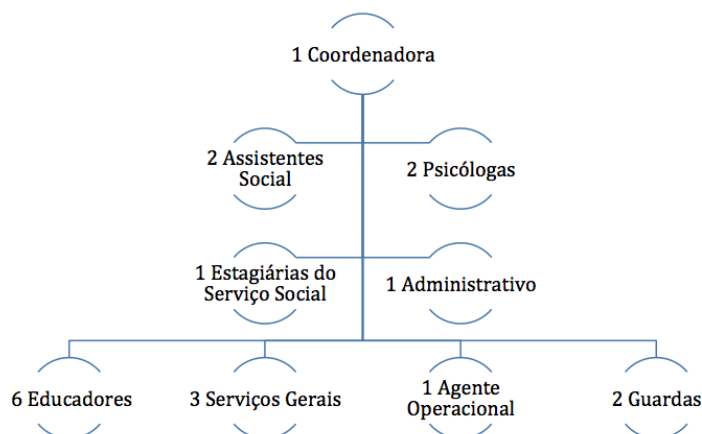 1 Coordenadora
2 Assistentes
Social
2 Psicólogas
1 Estagiárias do
Serviço Social
1 Administrativo
6 Educadores
3 Serviços Gerais
1 Agente
Operacional
2 Guardas